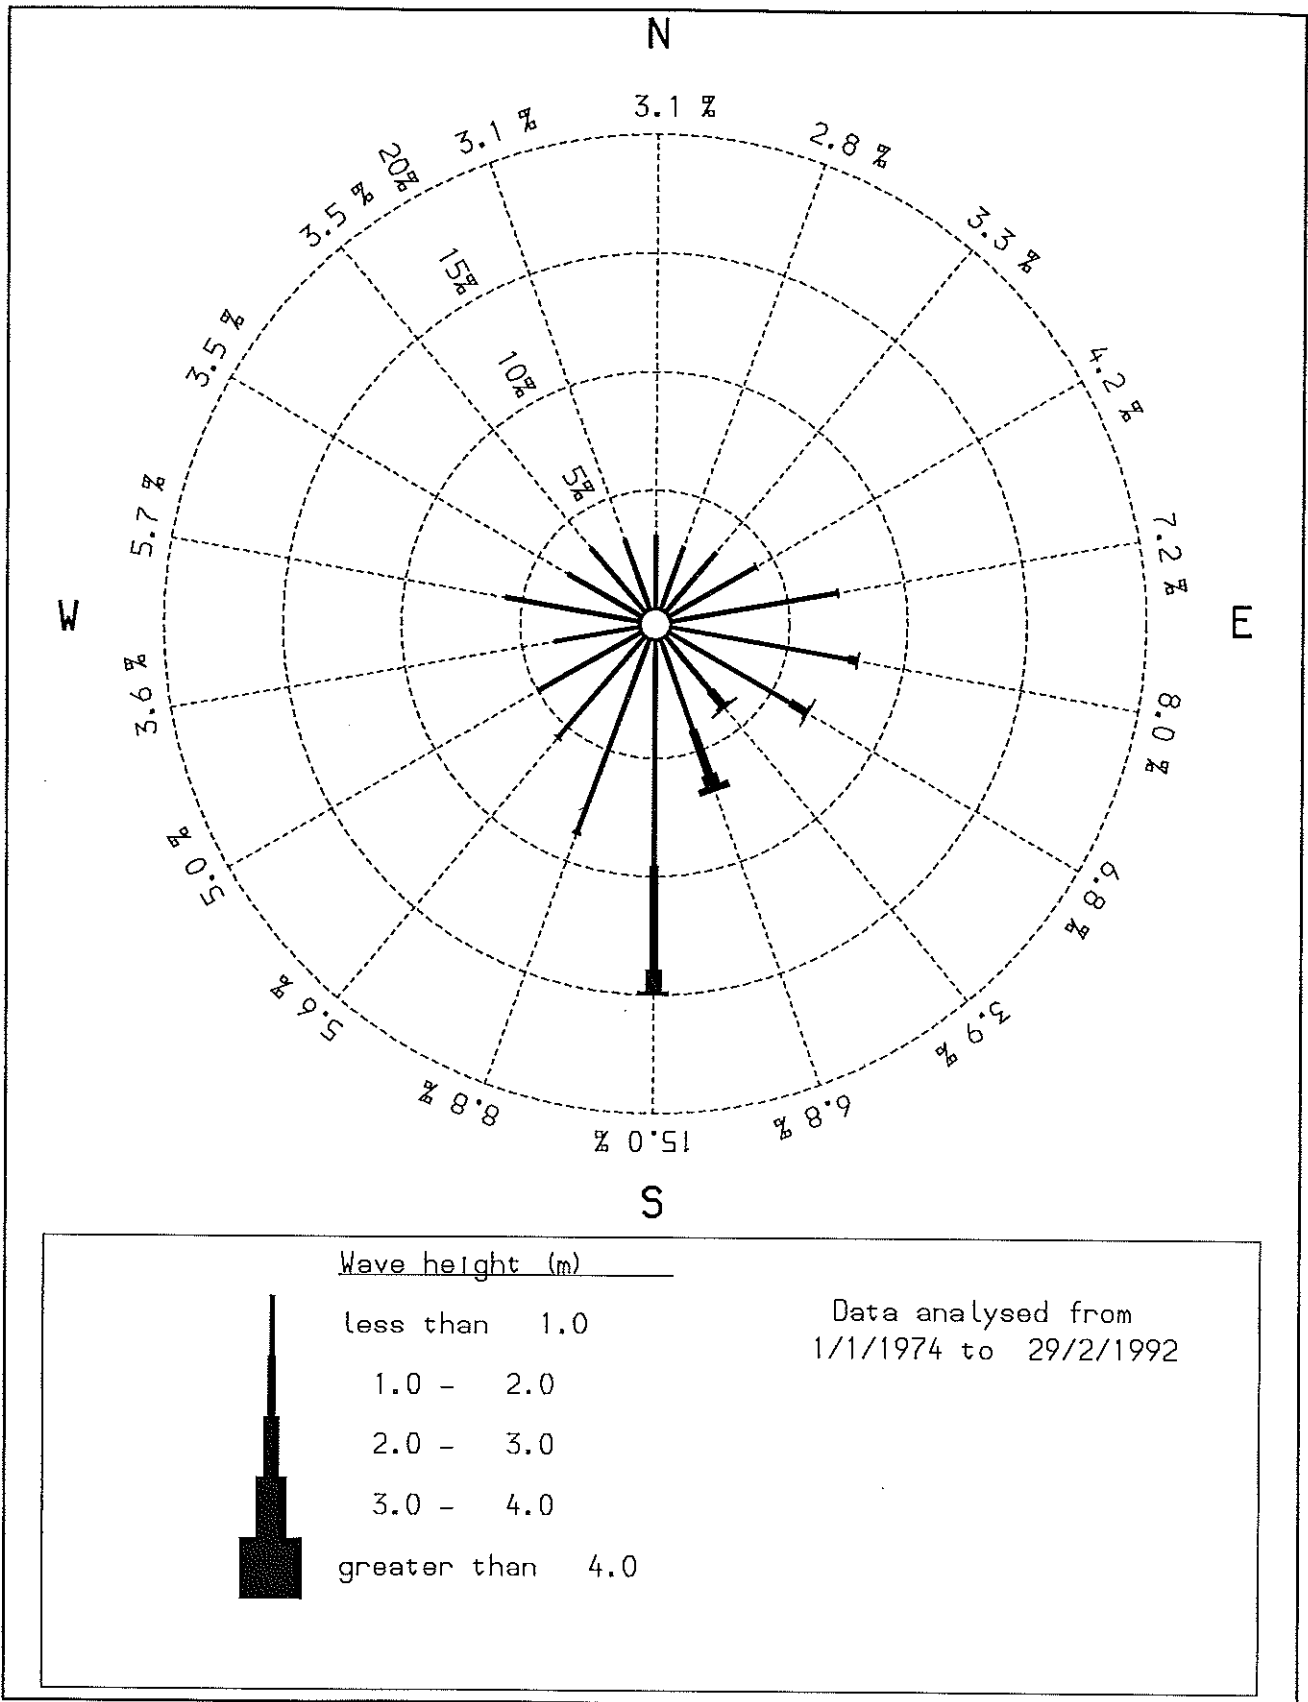 N
3.1 %
2.8 %
3.3 %
4.2 %
7.2 %
E
8.0 %
6.8 %
3.9 %
6.8 %
15.0 %
S
8.8 %
5.6 %
5.0 %
3.6 %
W
5.7 %
3.5 %
3.5 %
3.1 %
20%
15%
10%
5%
Wave height (m)
less than 1.0
1.0 - 2.0
2.0 - 3.0
3.0 - 4.0
greater than 4.0
Data analysed from
1/1/1974 to 29/2/1992